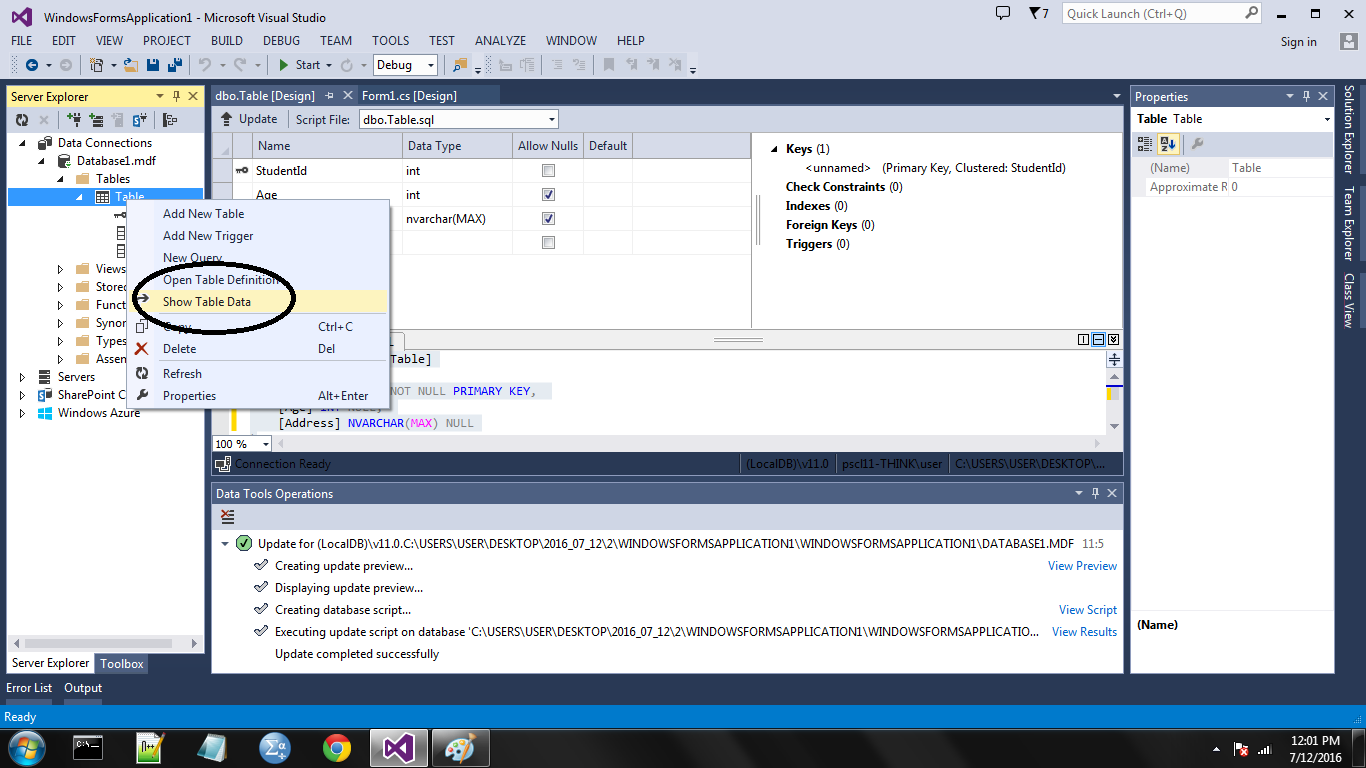 WindowsFormsApplication1 - Microsoft Visual Studio
7
Quick Launch (Ctrl+Q)
FILE EDIT VIEW PROJECT BUILD DEBUG TEAM TOOLS TEST ANALYZE WINDOW HELP
Sign in
Start Debug
Server Explorer
Data Connections
Database1.mdf
Tables
Table
Views
Stored
Funct
Synon
Types
Assem
Servers
SharePoint C
Windows Azure
Server Explorer Toolbox
Add New Table
Add New Trigger
New Query
Open Table Definition
Show Table Data
Copy Ctrl+C
Delete Del
Refresh
Properties Alt+Enter
dbo.Table [Design] Form1.cs [Design]
Update Script File: dbo.Table.sql
Name Data Type Allow Nulls Default
StudentId int
Age int
nvarchar(MAX)
Keys (1)
<unnamed> (Primary Key, Clustered: StudentId)
Check Constraints (0)
Indexes (0)
Foreign Keys (0)
Triggers (0)
Table]
NOT NULL PRIMARY KEY,
[Age] INT NULL,
[Address] NVARCHAR(MAX) NULL
100 %
Connection Ready (LocalDB)\v11.0 pscl11-THINK\user C:\USERS\USER\DESKTOP\...
Data Tools Operations
Update for (LocalDB)\v11.0.C:\USERS\USER\DESKTOP\2016_07_12\2\WINDOWSFORMSAPPLICATION1\WINDOWSFORMSAPPLICATION1\DATABASE1.MDF 11:5
Creating update preview... View Preview
Displaying update preview...
Creating database script... View Script
Executing update script on database 'C:\USERS\USER\DESKTOP\2016_07_12\2\WINDOWSFORMSAPPLICATION1\WINDOWSFORMSAPPLICATIO... View Results
Update completed successfully
Properties
Table Table
(Name) Table
Approximate R 0
(Name)
Solution Explorer
Team Explorer
Class View
Error List Output
Ready
C:\
n++
Σα
12:01 PM
7/12/2016